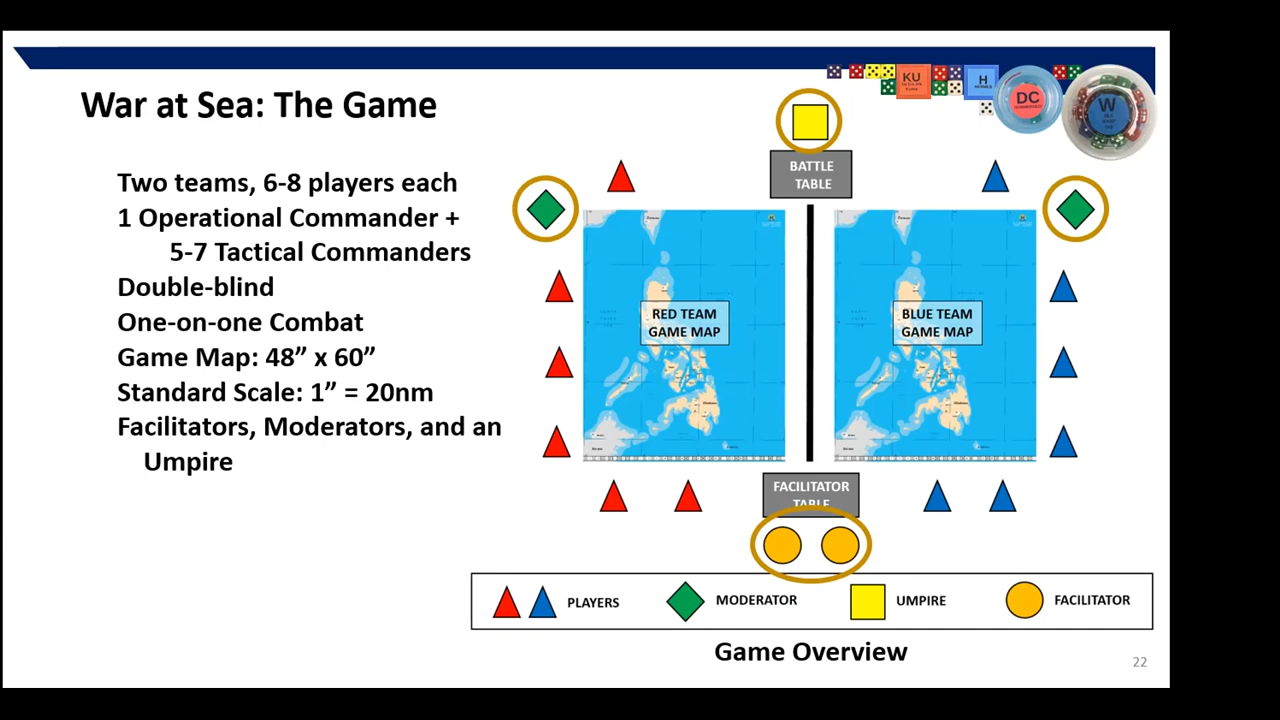 War at Sea: The Game
KU
H
DC
W
Two teams, 6-8 players each
1 Operational Commander +
5-7 Tactical Commanders
Double-blind
One-on-one Combat
Game Map: 48” x 60”
Standard Scale: 1” = 20nm
Facilitators, Moderators, and an
Umpire
BATTLE
TABLE
RED TEAM
GAME MAP
BLUE TEAM
GAME MAP
FACILITATOR
TABLE
PLAYERS
MODERATOR
UMPIRE
FACILITATOR
Game Overview
22